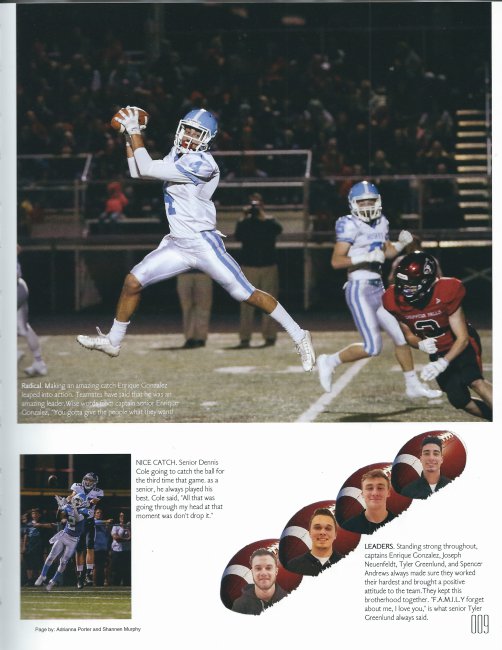 4
CHIPPEWA FALLS
Radical. Making an amazing catch Enrique Gonzalez
leaped into action. Teamates have said that he was an
amazing leader. Wise words from captain senior Enrique
Gonzalez, "You gotta give the people what they want!
NICE CATCH. Senior Dennis
Cole going to catch the ball for
the third time that game. as a
senior, he always played his
best. Cole said, "All that was
going through my head at that
moment was don't drop it."
LEADERS. Standing strong throughout,
captains Enrique Gonzalez, Joseph
Neuenfeldt, Tyler Greenlund, and Spencer
Andrews always made sure they worked
their hardest and brought a positive
attitude to the team. They kept this
brotherhood together. "F.A.M.I.L.Y forget
about me, I love you," is what senior Tyler
Greenlund always said.
Page by: Adrianna Porter and Shannen Murphy
009